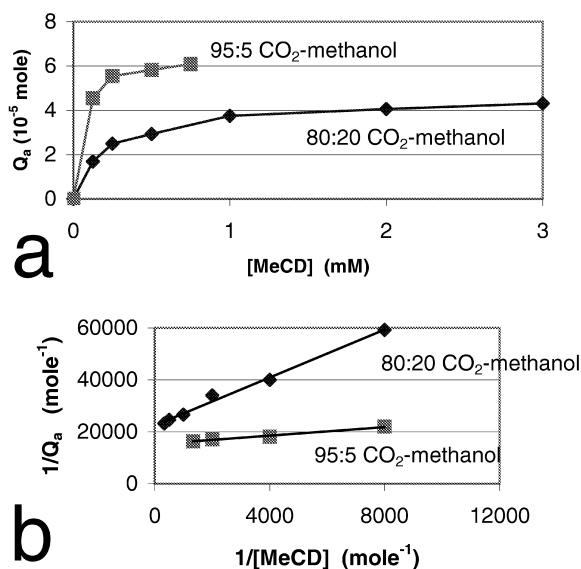 8
6
4
2
0
Qa (10-5 mole)
95:5 CO2-methanol
80:20 CO2-methanol
0 1 2 3
[MeCD] (mM)
a
60000
40000
20000
0
1/Qa (mole-1)
80:20 CO2-methanol
95:5 CO2-methanol
0 4000 8000 12000
1/[MeCD] (mole-1)
b